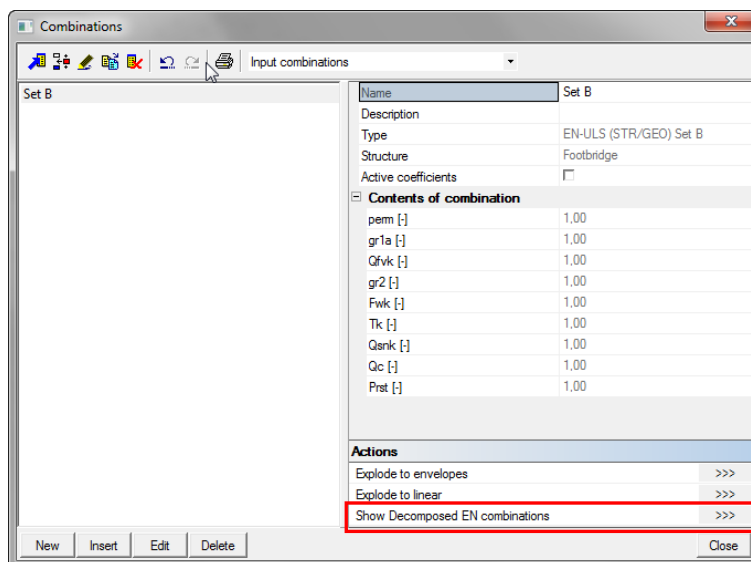 Combinations
Input combinations
Set B
Name Set B
Description
Type EN-ULS (STR/GEO) Set B
Structure Footbridge
Active coefficients
Contents of combination
perm [-] 1,00
gr1a [-] 1,00
Qfvk [-] 1,00
gr2 [-] 1,00
Fwk [-] 1,00
Tk [-] 1,00
Qsnk [-] 1,00
Qc [-] 1,00
Prst [-] 1,00
Actions
Explode to envelopes >>>
Explode to linear >>>
Show Decomposed EN combinations >>>
New Insert Edit Delete Close